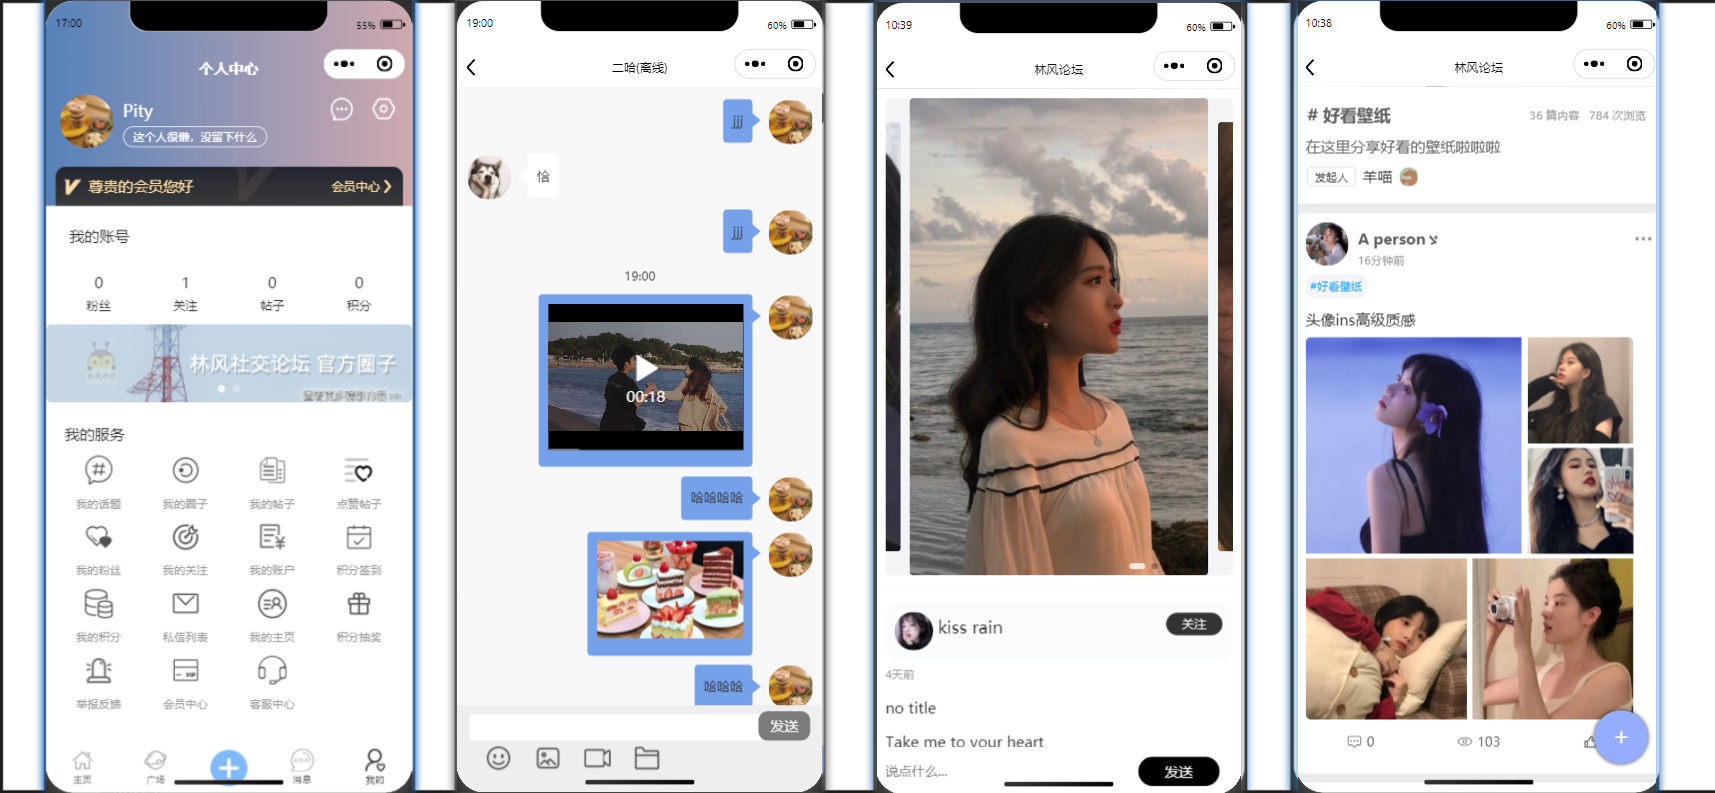 17:00
55%
个人中心
Pity
这个人很懒，没留下什么
尊贵的会员您好
会员中心
我的账号
0
1
0
0
粉丝
关注
帖子
积分
林风社交论坛 官方圈子
我的服务
我的话题
我的圈子
我的帖子
点赞帖子
我的粉丝
我的关注
我的账户
积分签到
我的积分
私信列表
我的主页
积分抽奖
VIP
举报反馈
会员中心
客服中心
主页
广场
消息
我的
19:00
60%
二哈(离线)
jjj
恰
jjj
19:00
00:18
哈哈哈哈
哈哈哈
发送
10:39
60%
林风论坛
kiss rain
关注
4天前
no title
Take me to your heart
说点什么...
发送
10:38
60%
林风论坛
# 好看壁纸
36 篇内容 784 次浏览
在这里分享好看的壁纸啦啦啦
发起人 羊喵
A person
16分钟前
#好看壁纸
头像ins高级质感
0
103